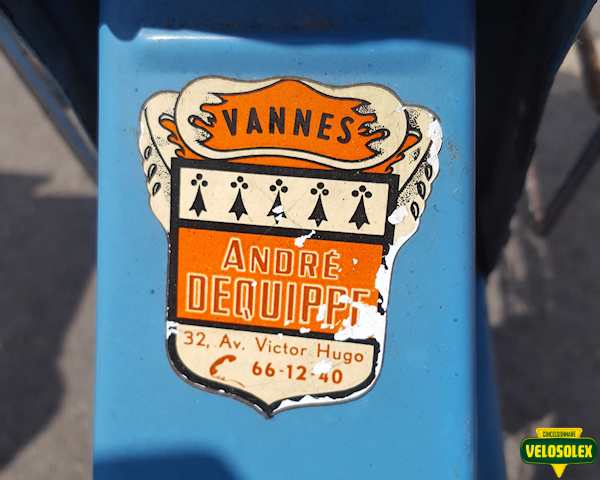 VANNES
ANDRÉ
DEQUIPPE
32, Av. Victor Hugo
66-12-40
CONCESSIONNAIRE
VELOSOLEX